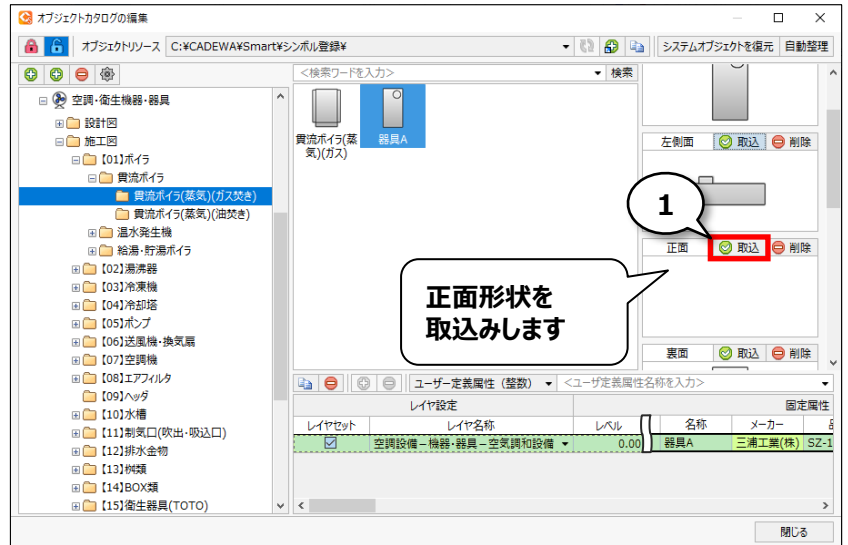 オブジェクトカタログの編集
オブジェクトリソース C:¥CADEWA¥Smart¥シンボル登録¥
システムオブジェクトを復元 自動整理
<検索ワードを入力> 検索
空調･衛生機器･器具
設計図
施工図
【01】ボイラ
貫流ボイラ
貫流ボイラ(蒸気)(ガス焚き)
貫流ボイラ(蒸気)(油焚き)
温水発生機
給湯･貯湯ボイラ
【02】湯沸器
【03】冷凍機
【04】冷却塔
【05】ポンプ
【06】送風機･換気扇
【07】空調機
【08】エアフィルタ
【09】ヘッダ
【10】水槽
【11】制気口(吹出･吸込口)
【12】排水金物
【13】桝類
【14】BOX類
【15】衛生器具(TOTO)
貫流ボイラ(蒸
気)(ガス)
器具A
左側面 取込 削除
1
正面 取込 削除
正面形状を
取込みします
裏面 取込 削除
ユーザー定義属性（整数） <ユーザ定義属性名称を入力>
レイヤ設定 固定属性
レイヤセット レイヤ名称 レベル 名称 メーカー
空調設備－機器･器具－空気調和設備 0.00 器具A 三浦工業(株) SZ-1
閉じる